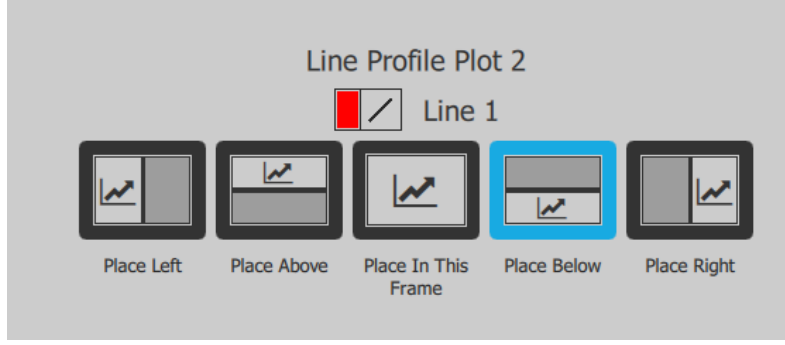 Line Profile Plot 2
Line 1
Place Left
Place Above
Place In This
Frame
Place Below
Place Right